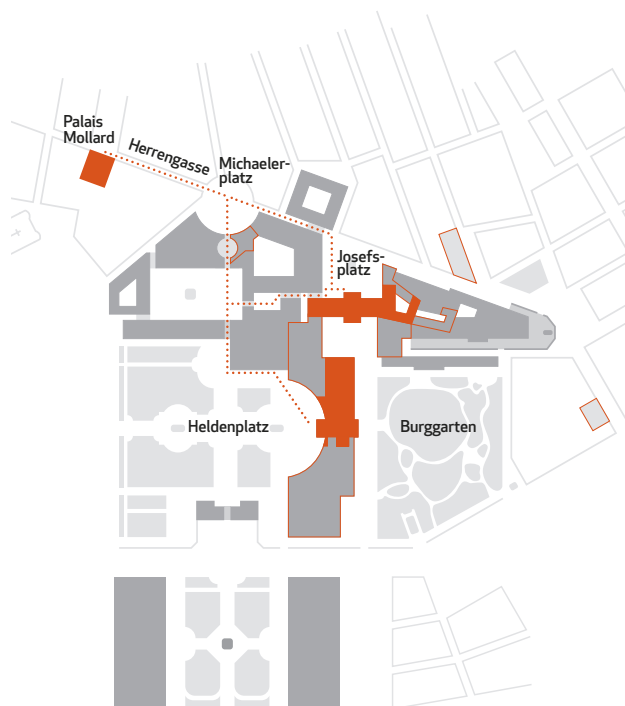 Palais
Mollard
Herrengasse
Michaeler-
platz
Josefs-
platz
Heldenplatz
Burggarten